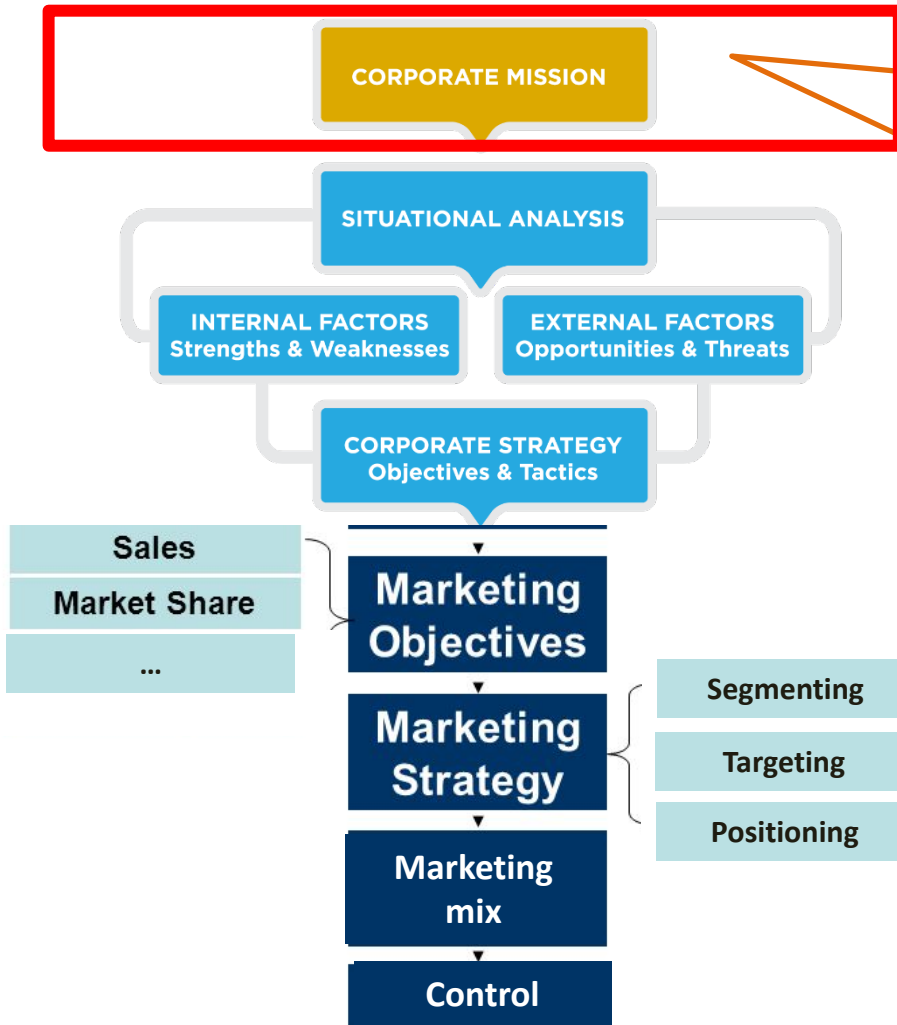 CORPORATE MISSION
SITUATIONAL ANALYSIS
INTERNAL FACTORS
Strengths & Weaknesses
EXTERNAL FACTORS
Opportunities & Threats
CORPORATE STRATEGY
Objectives & Tactics
Sales
Market Share
...
Marketing
Objectives
Marketing
Strategy
Segmenting
Targeting
Positioning
Marketing
mix
Control